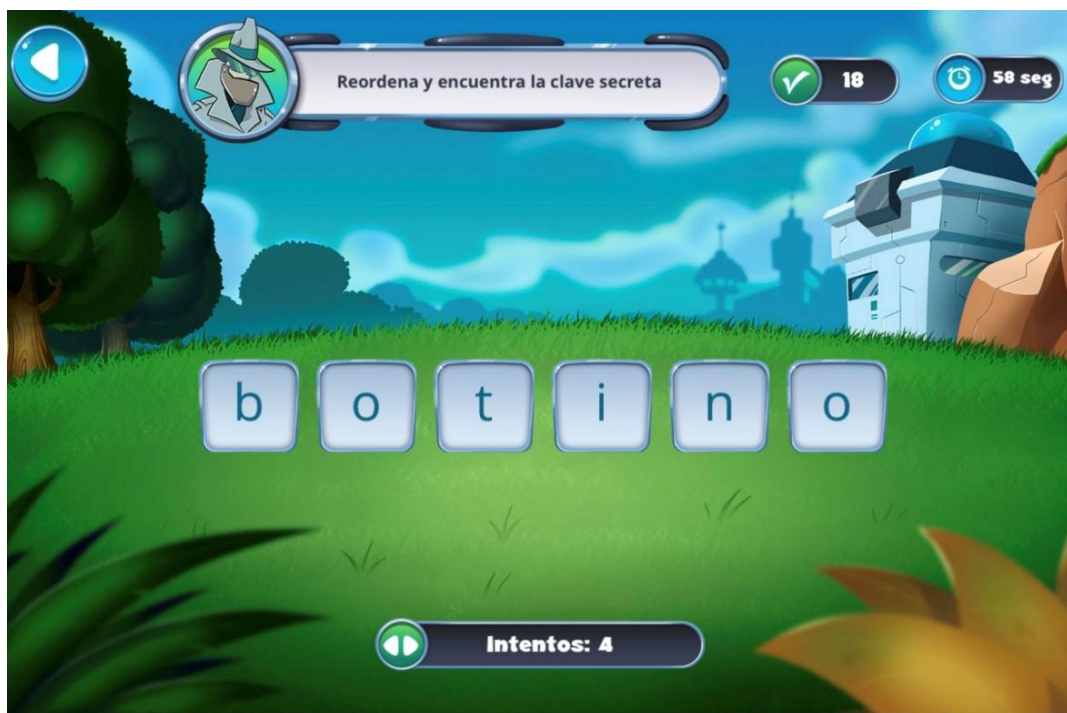 Reordena y encuentra la clave secreta
18
58 seg
b o t i n o
Intentos: 4